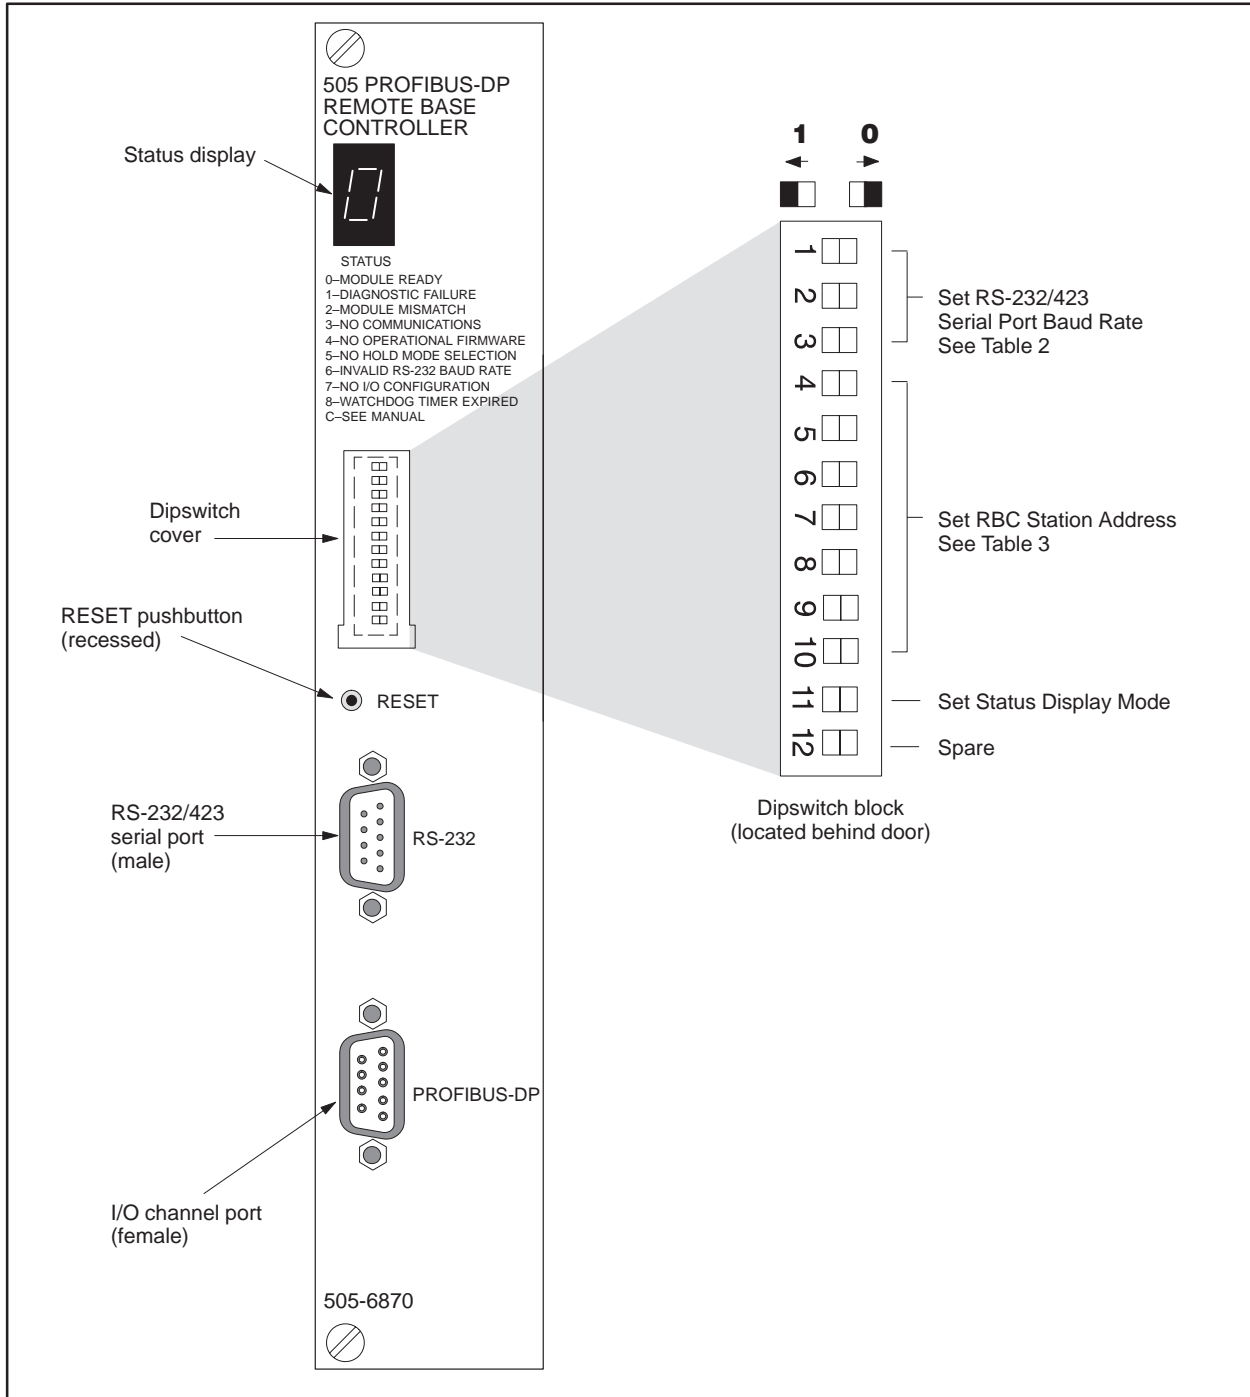 505 PROFIBUS-DP
REMOTE BASE
CONTROLLER
Status display
0
STATUS
0–MODULE READY
1–DIAGNOSTIC FAILURE
2–MODULE MISMATCH
3–NO COMMUNICATIONS
4–NO OPERATIONAL FIRMWARE
5–NO HOLD MODE SELECTION
6–INVALID RS-232 BAUD RATE
7–NO I/O CONFIGURATION
8–WATCHDOG TIMER EXPIRED
C–SEE MANUAL
Dipswitch
cover
RESET pushbutton
(recessed)
RESET
RS-232/423
serial port
(male)
RS-232
PROFIBUS-DP
I/O channel port
(female)
505-6870
1 0
1
2
3
4
5
6
7
8
9
10
11
12
Set RS-232/423
Serial Port Baud Rate
See Table 2
Set RBC Station Address
See Table 3
Set Status Display Mode
Spare
Dipswitch block
(located behind door)